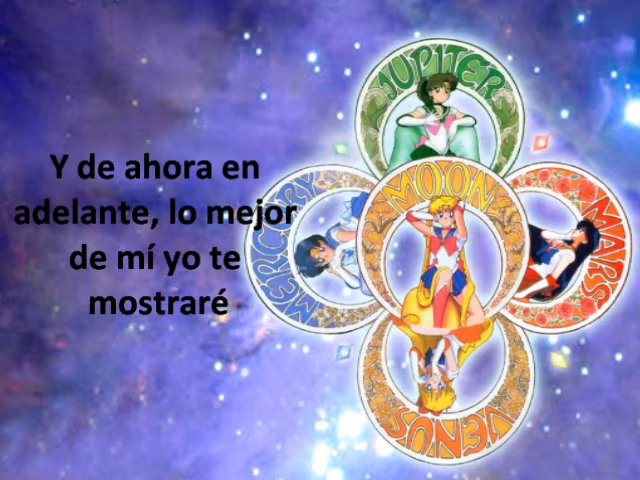 Y de ahora en
adelante, lo mejor
de mí yo te
mostraré
JUPITER
MOON
MERCURY
MARS
VENUS